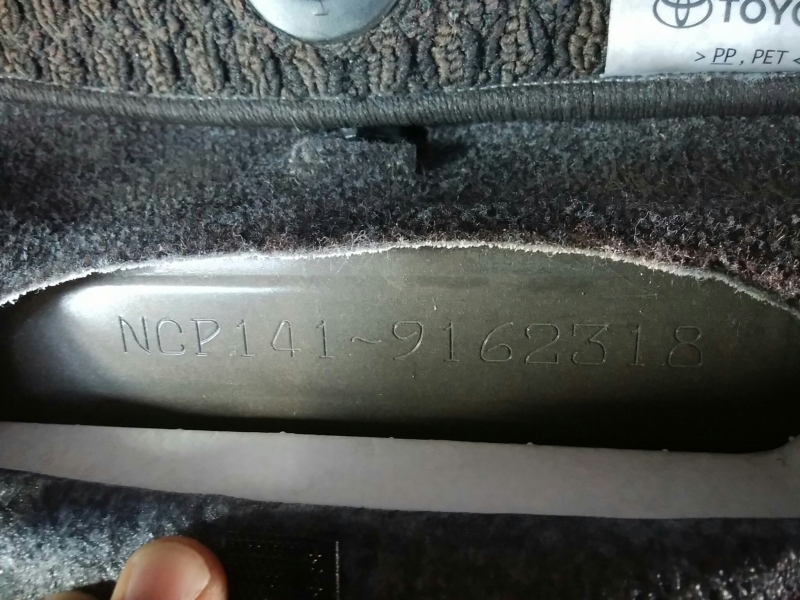 TOYO
> PP, PET <
NCP141~9162318